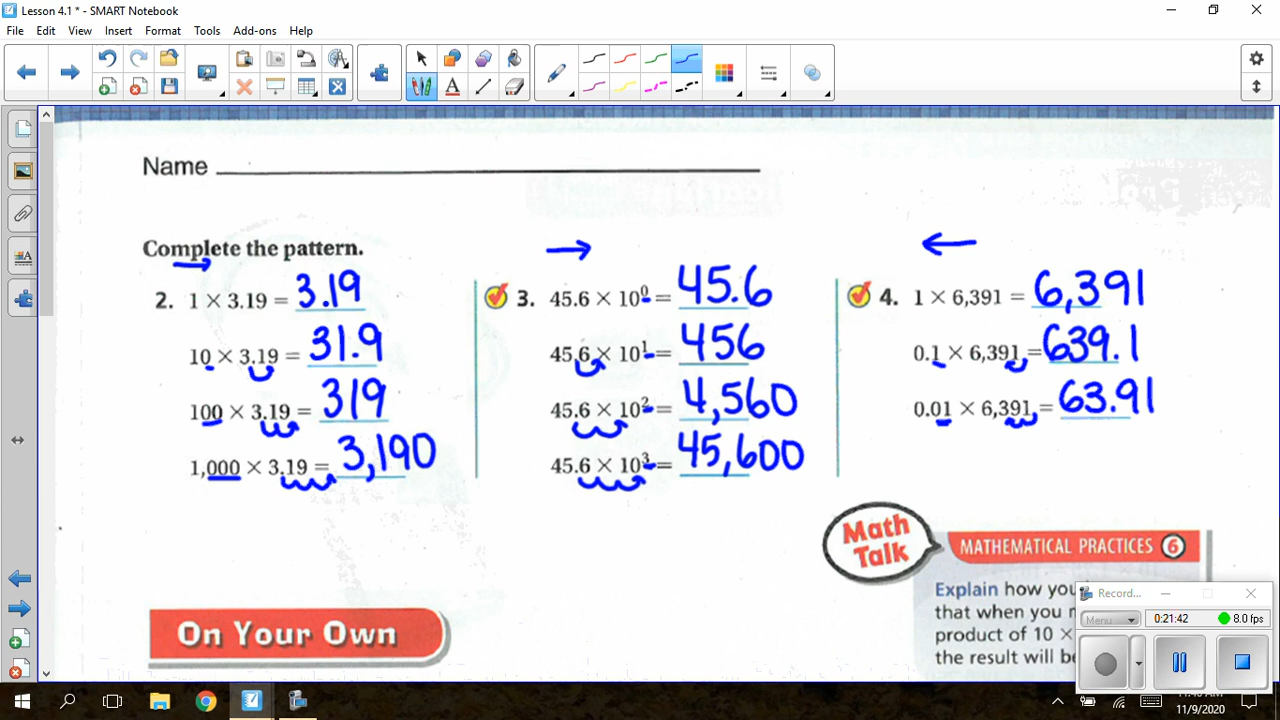 Lesson 4.1 * - SMART Notebook
File Edit View Insert Format Tools Add-ons Help
Name
Complete the pattern.
2. 1 × 3.19 = 3.19
10 × 3.19 = 31.9
100 × 3.19 = 319
1,000 × 3.19 = 3,190
3. 45.6 × 10⁰ = 45.6
45.6 × 10¹ = 456
45.6 × 10² = 4,560
45.6 × 10³ = 45,600
4. 1 × 6,391 = 6,391
0.1 × 6,391 = 639.1
0.01 × 6,391 = 63.91
Math
Talk
MATHEMATICAL PRACTICES 6
Explain how you
that when you
product of 10 ×
the result will be
On Your Own
Record...
Menu
0:21:42
8.0 fps
11/9/2020